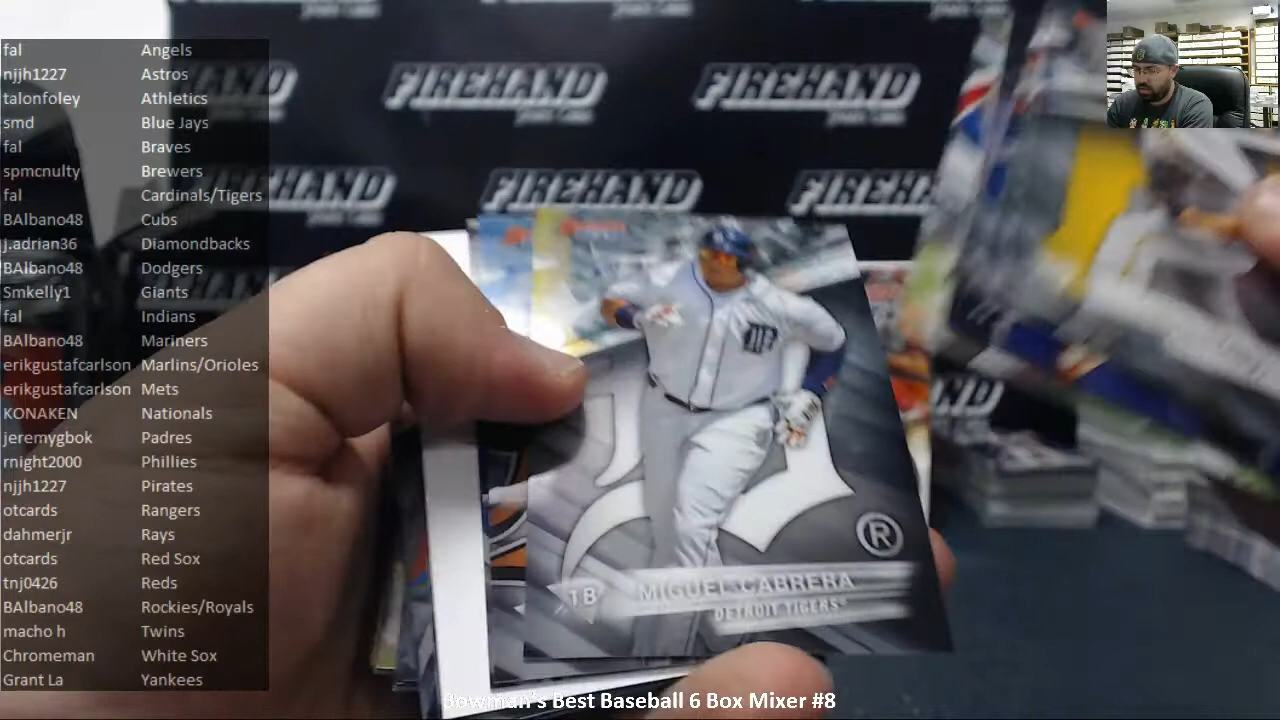 fal Angels
njjh1227 Astros
talonfoley Athletics
smd Blue Jays
fal Braves
spmcnulty Brewers
fal Cardinals/Tigers
BAlbano48 Cubs
j.adrian36 Diamondbacks
BAlbano48 Dodgers
Smkelly1 Giants
fal Indians
BAlbano48 Mariners
erikgustafcarlson Marlins/Orioles
erikgustafcarlson Mets
KONAKEN Nationals
jeremygbok Padres
rnight2000 Phillies
njjh1227 Pirates
otcards Rangers
dahmerjr Rays
otcards Red Sox
tnj0426 Reds
BAlbano48 Rockies/Royals
macho h Twins
Chromeman White Sox
Grant La Yankees
FIREHAND FIREHAND
FIREHAND FIREHAND
1B MIGUEL CABRERA
DETROIT TIGERS
®
Bowman's Best Baseball 6 Box Mixer #8